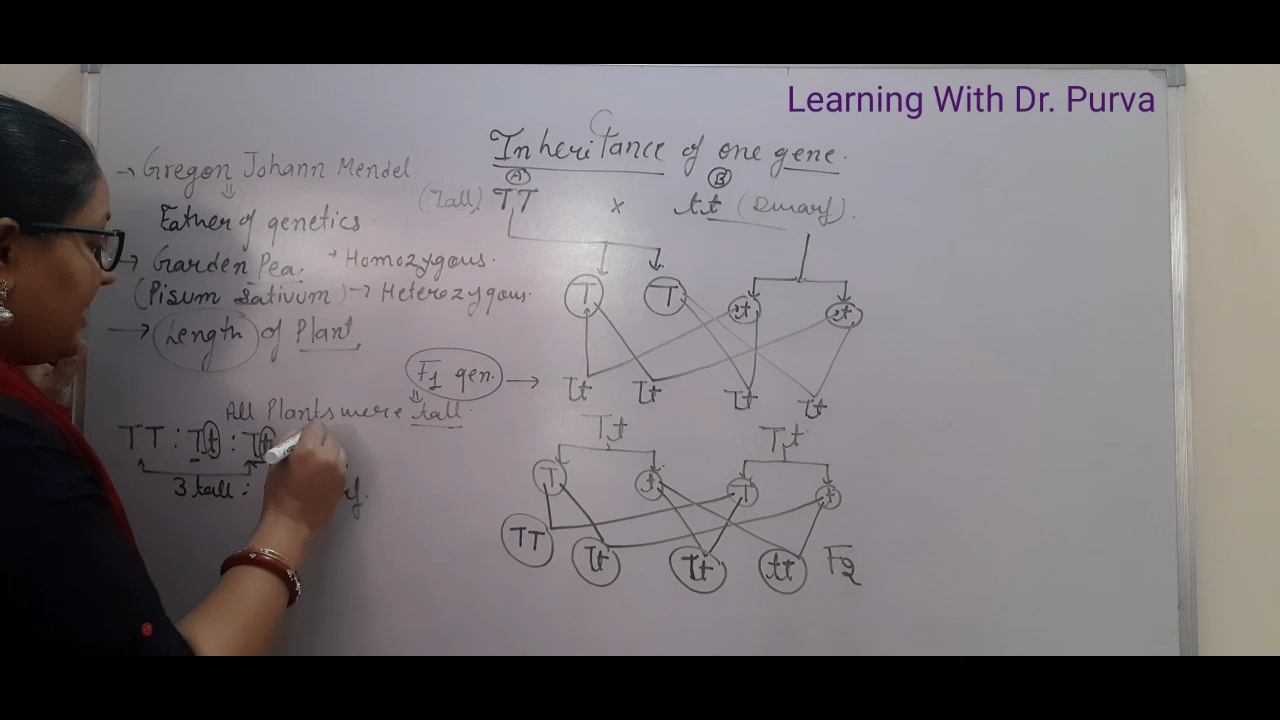 Learning With Dr. Purva
Inheritance of one gene.
A B
(Tall) TT x tt (Dwarf).
→ Gregon Johann Mendel
⇓
Father of genetics
→ Garden Pea. → Homozygous.
(Pisum Sativum) → Heterozygous.
→ Length of Plant
T T t t
F1 gen. →
Tt Tt Tt Tt
⇓
All Plants were tall.
Tt Tt
TT : Tt : Tt
3 tall :
T t T t
TT Tt Tt tt F2